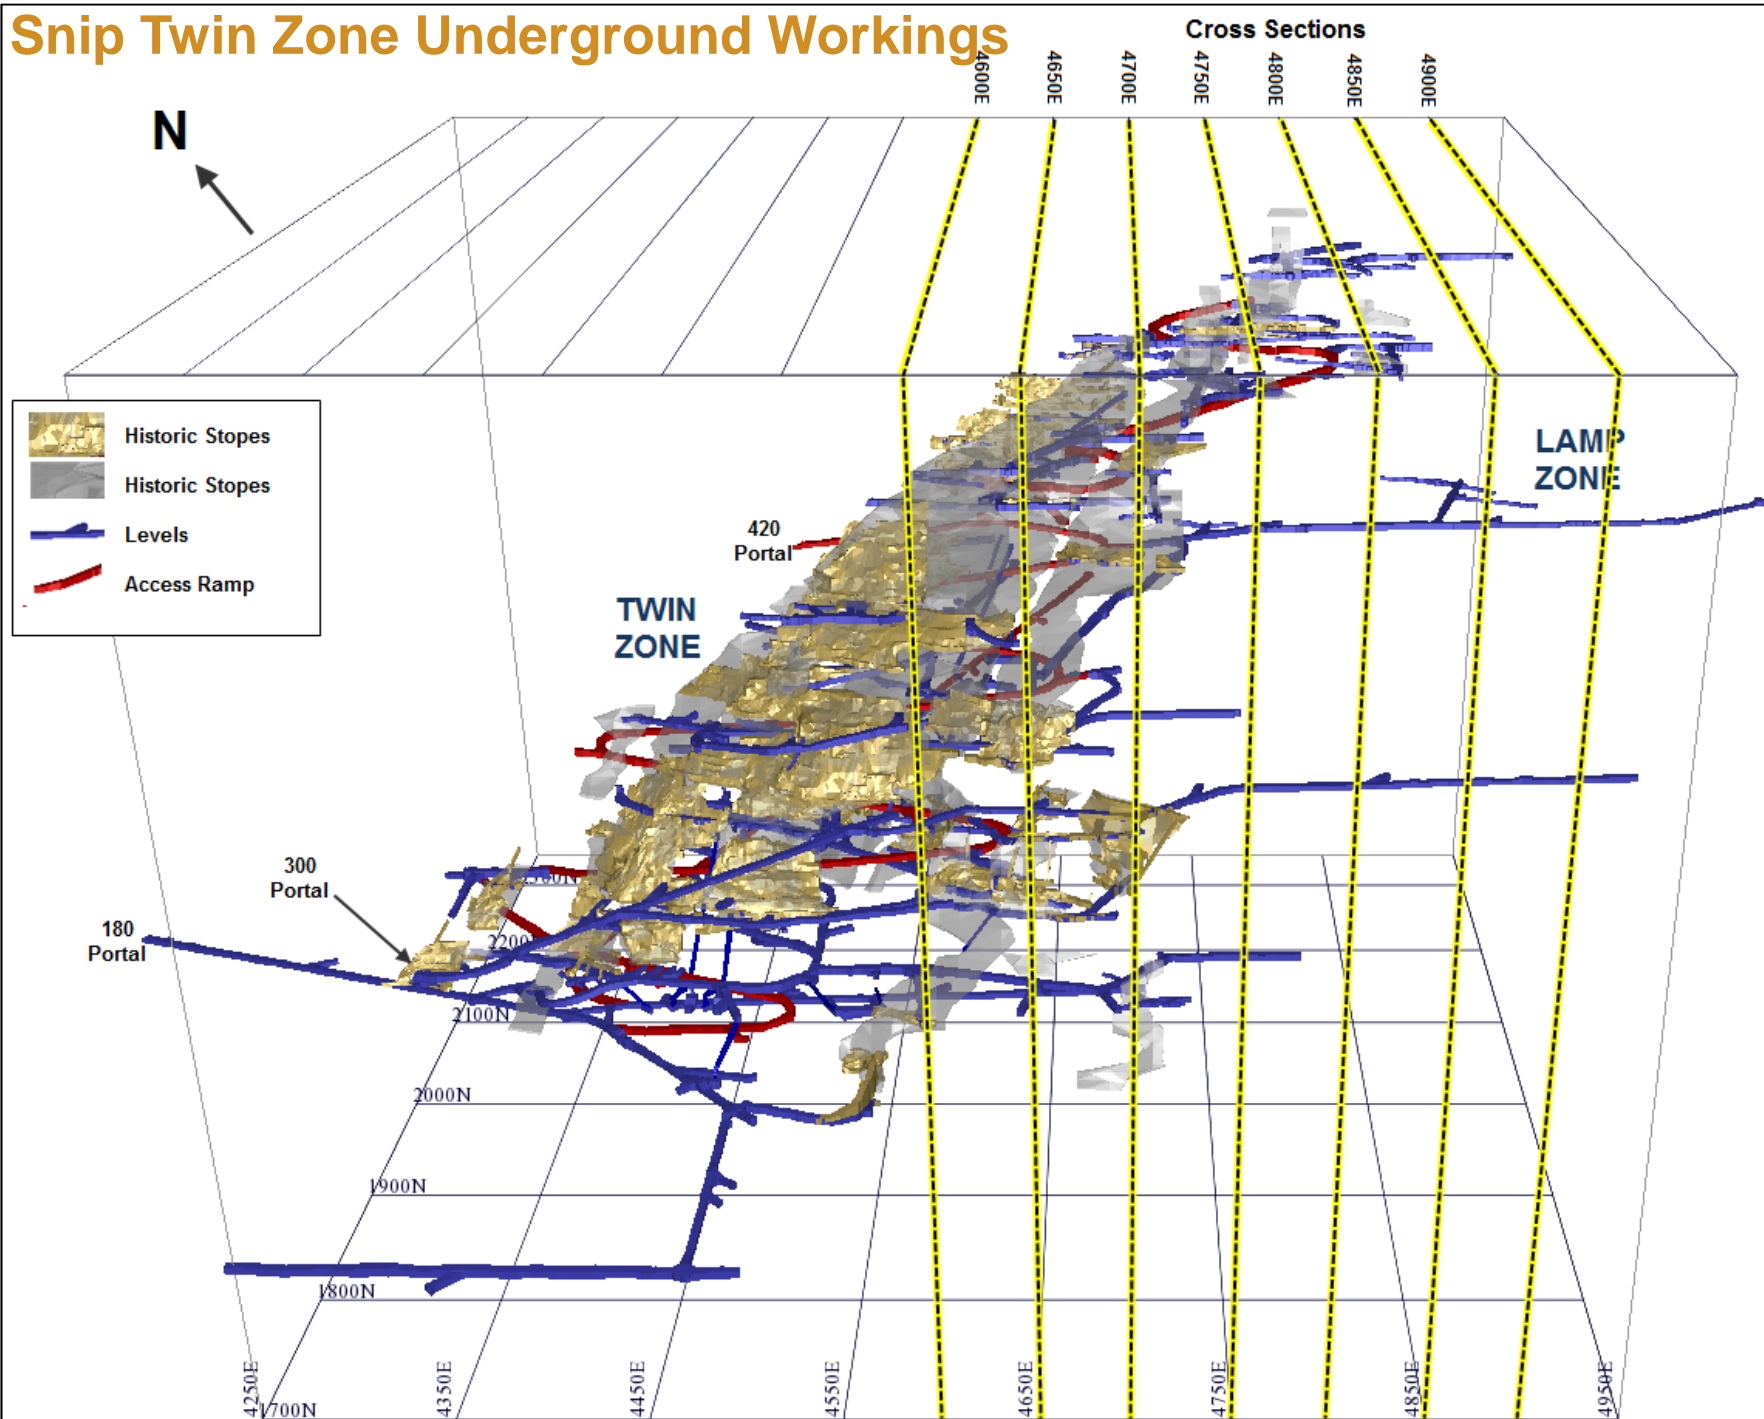 Snip Twin Zone Underground Workings
Cross Sections
4600E
4650E
4700E
4750E
4800E
4850E
4900E
N
Historic Stopes
Historic Stopes
Levels
Access Ramp
LAMP
ZONE
420
Portal
TWIN
ZONE
300
Portal
180
Portal
2300N
2200N
2100N
2000N
1900N
1800N
1700N
4250E
4350E
4450E
4550E
4650E
4750E
4850E
4950E